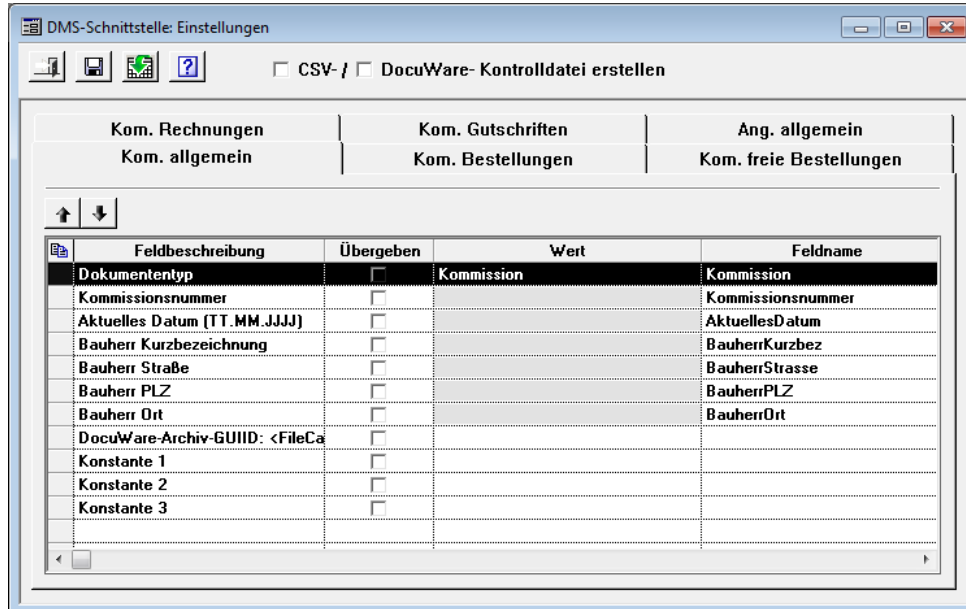 DMS-Schnittstelle: Einstellungen
CSV- / DocuWare- Kontrolldatei erstellen
Kom. Rechnungen Kom. Gutschriften Ang. allgemein
Kom. allgemein Kom. Bestellungen Kom. freie Bestellungen
Feldbeschreibung Übergeben Wert Feldname
Dokumententyp Kommission Kommission
Kommissionsnummer Kommissionsnummer
Aktuelles Datum (TT.MM.JJJJ) AktuellesDatum
Bauherr Kurzbezeichnung BauherrKurzbez
Bauherr Straße BauherrStrasse
Bauherr PLZ BauherrPLZ
Bauherr Ort BauherrOrt
DocuWare-Archiv-GUIID: <FileCa
Konstante 1
Konstante 2
Konstante 3